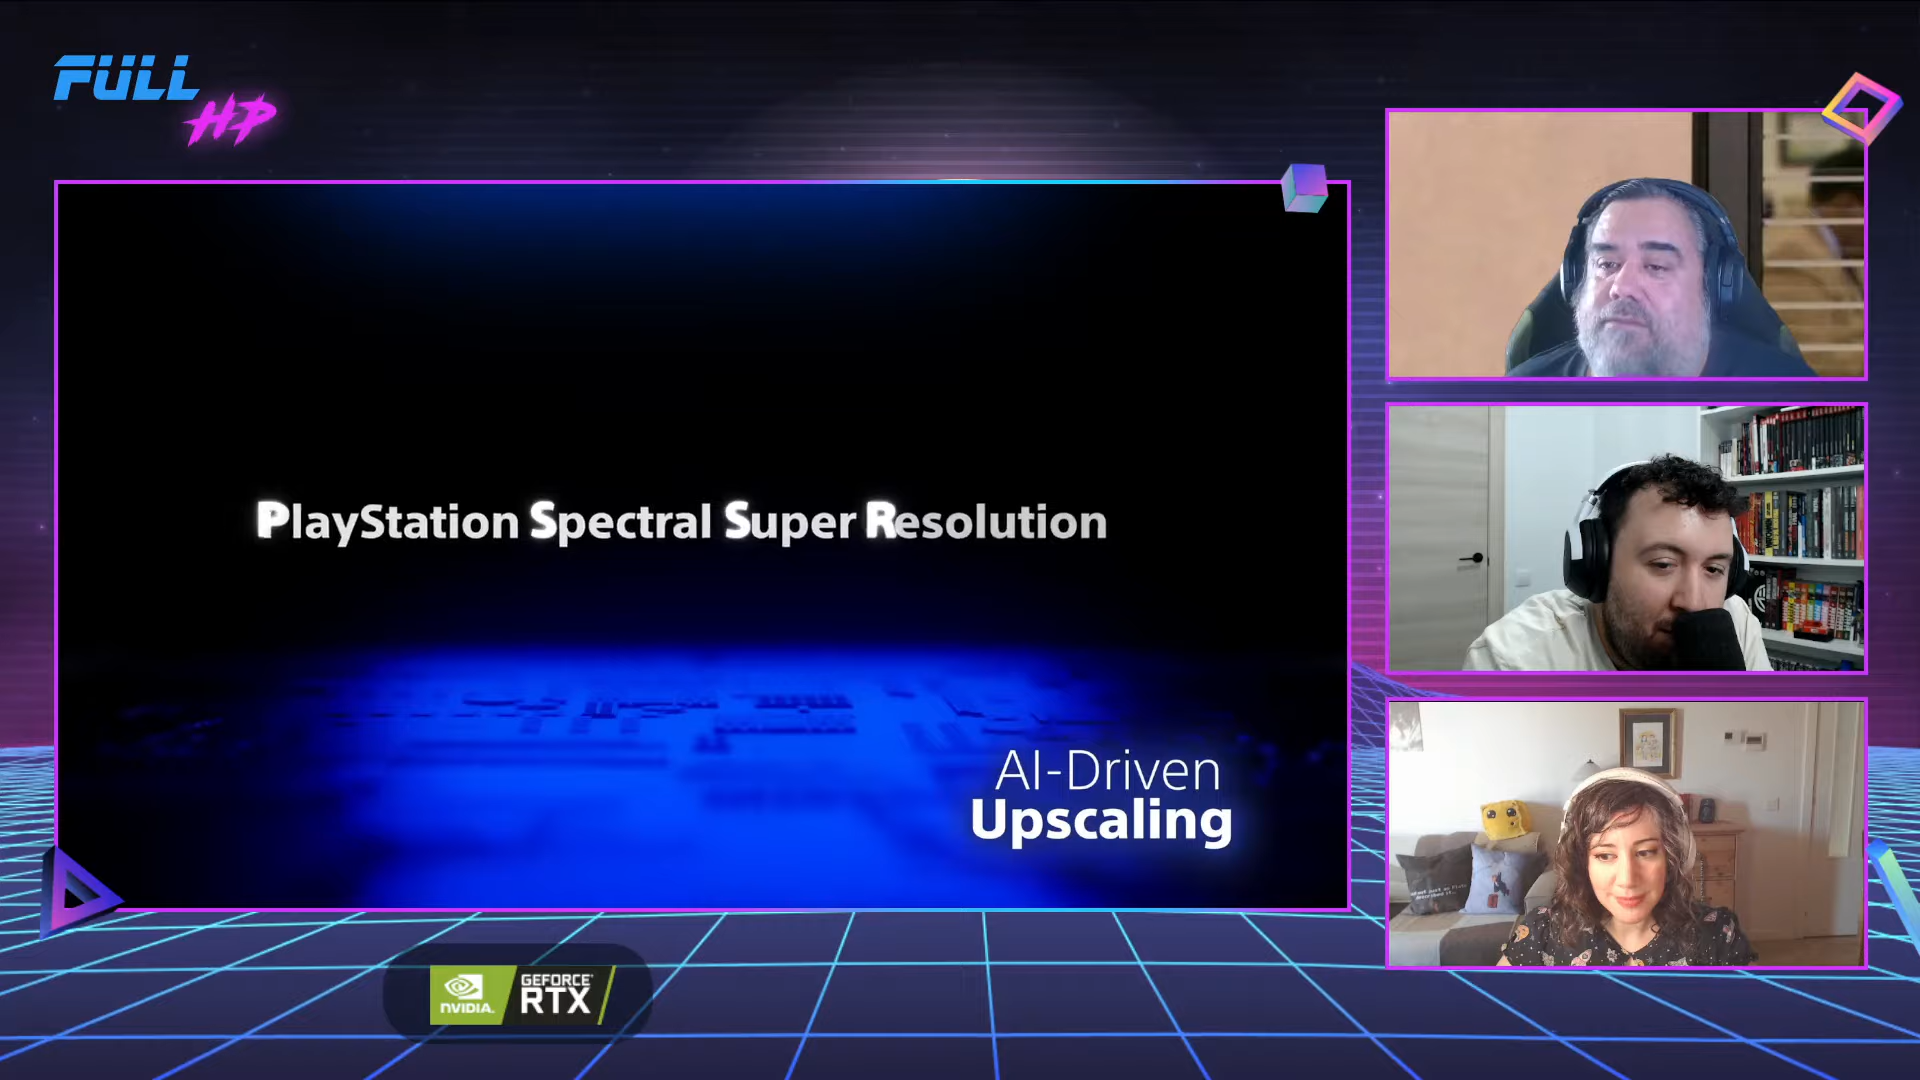 FULL
HP
PlayStation Spectral Super Resolution
AI-Driven
Upscaling
NVIDIA.
GEFORCE
RTX